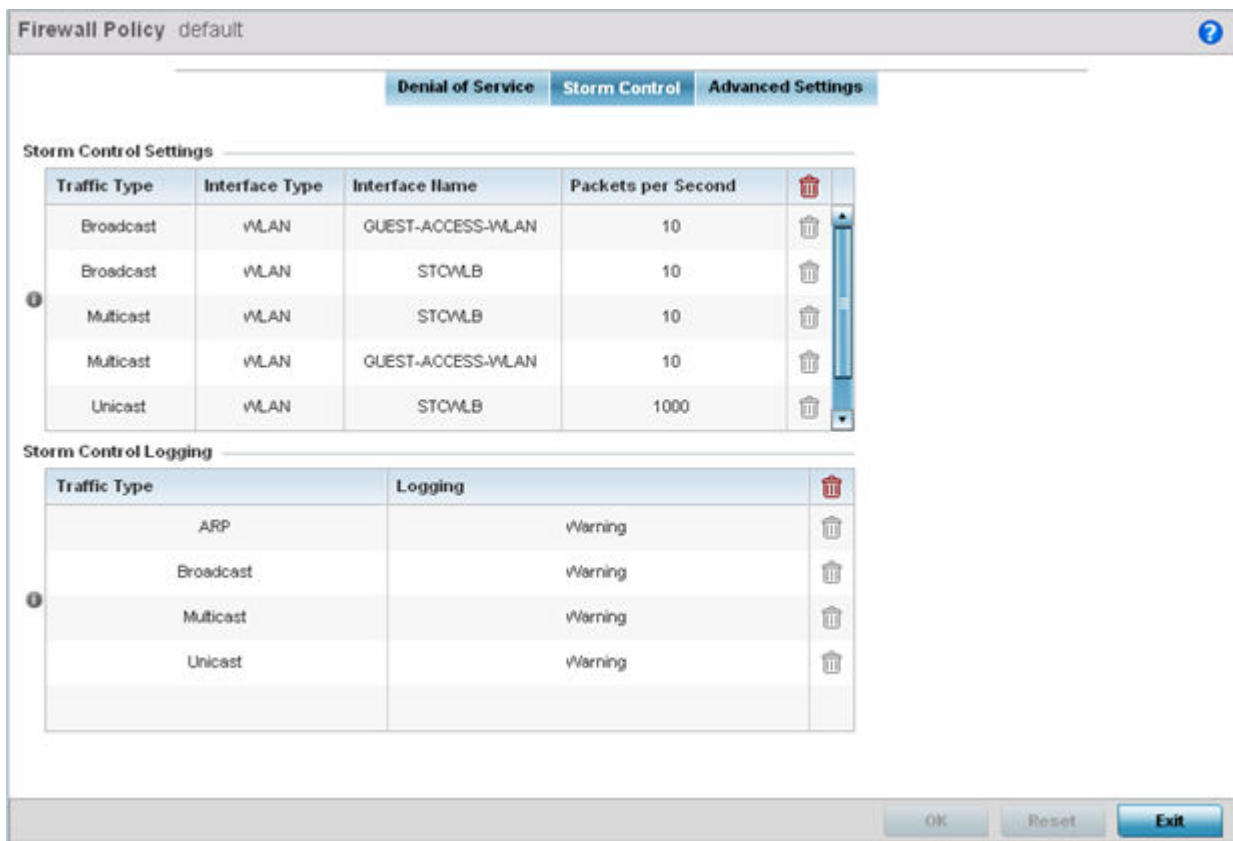 Firewall Policy default
Denial of Service Storm Control Advanced Settings
Storm Control Settings
Traffic Type Interface Type Interface Name Packets per Second
Broadcast WLAN GUEST-ACCESS-WLAN 10
Broadcast WLAN STCWLB 10
Multicast WLAN STCWLB 10
Multicast WLAN GUEST-ACCESS-WLAN 10
Unicast WLAN STCWLB 1000
Storm Control Logging
Traffic Type Logging
ARP Warning
Broadcast Warning
Multicast Warning
Unicast Warning
OK Reset Exit